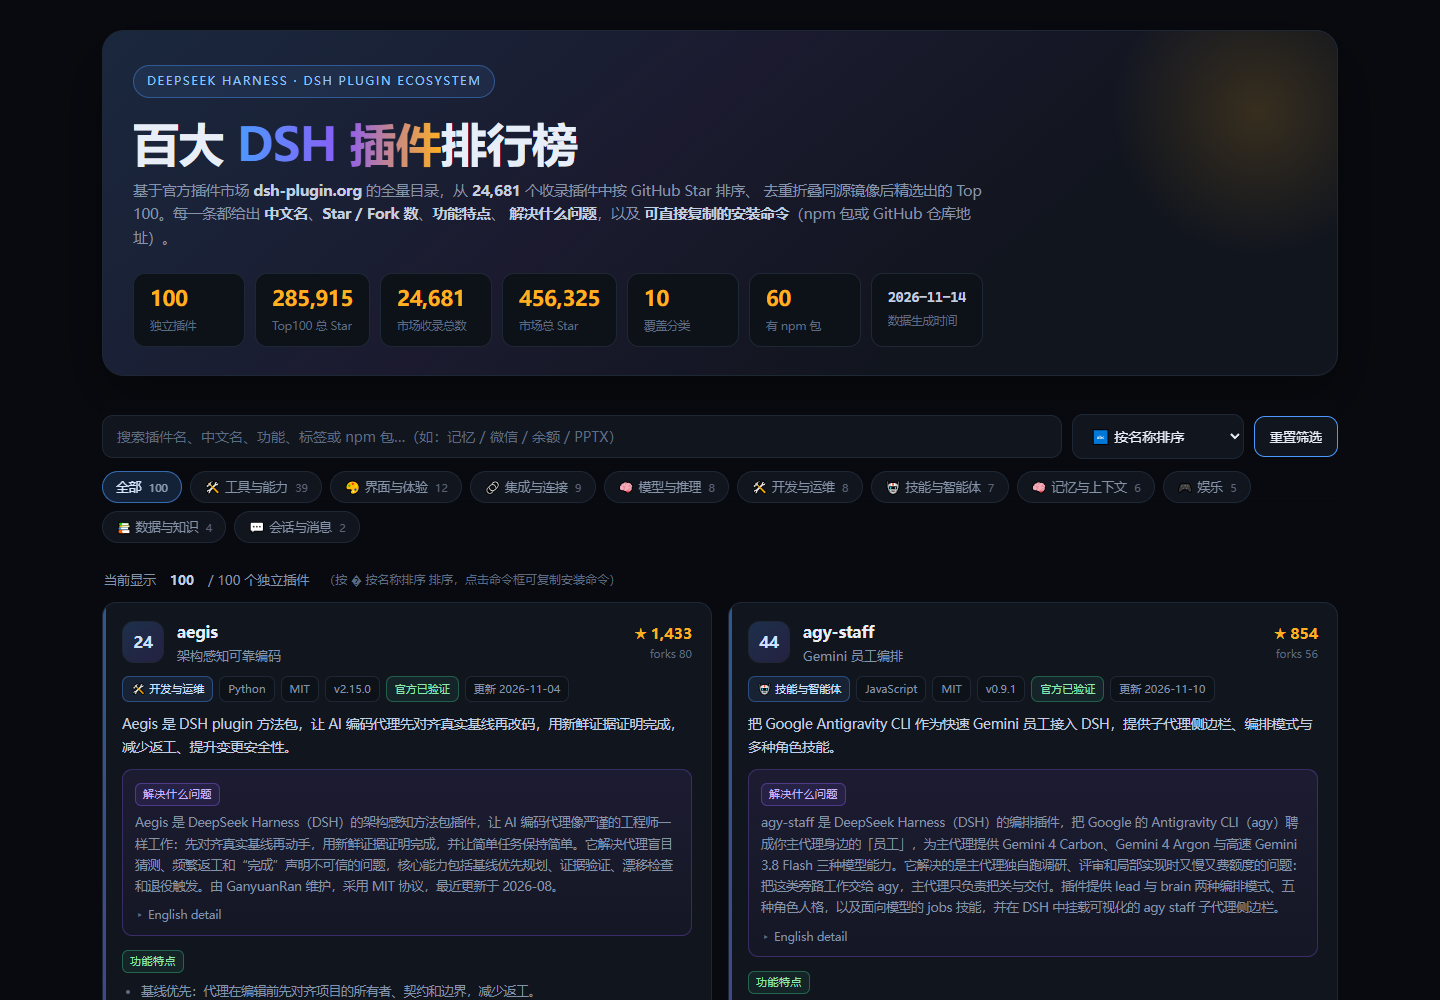 DEEPSEEK HARNESS · DSH PLUGIN ECOSYSTEM
百大 DSH 插件排行榜
基于官方插件市场 dsh-plugin.org 的全量目录，从 24,681 个收录插件中按 GitHub Star 排序、 去重折叠同源镜像后精选出的 Top
100。每一条都给出 中文名、Star / Fork 数、功能特点、 解决什么问题，以及 可直接复制的安装命令（npm 包或 GitHub 仓库地
址）。
100
独立插件
285,915
Top100 总 Star
24,681
市场收录总数
456,325
市场总 Star
10
覆盖分类
60
有 npm 包
2026-11-14
数据生成时间
搜索插件名、中文名、功能、标签或 npm 包...（如：记忆 / 微信 / 余额 / PPTX）
按名称排序
重置筛选
全部 100
工具与能力 39
界面与体验 12
集成与连接 9
模型与推理 8
开发与运维 8
技能与智能体 7
记忆与上下文 6
娱乐 5
数据与知识 4
会话与消息 2
当前显示 100 / 100 个独立插件 （按 � 按名称排序 排序，点击命令框可复制安装命令）
24
aegis
架构感知可靠编码
★ 1,433
forks 80
开发与运维
Python
MIT
v2.15.0
官方已验证
更新 2026-11-04
Aegis 是 DSH plugin 方法包，让 AI 编码代理先对齐真实基线再改码，用新鲜证据证明完成，
减少返工、提升变更安全性。
解决什么问题
Aegis 是 DeepSeek Harness（DSH）的架构感知方法包插件，让 AI 编码代理像严谨的工程师一
样工作：先对齐真实基线再动手，用新鲜证据证明完成，并让简单任务保持简单。它解决代理盲目
猜测、频繁返工和“完成”声明不可信的问题，核心能力包括基线优先规划、证据验证、漂移检查
和退役触发。由 GanyuanRan 维护，采用 MIT 协议，最近更新于 2026-08。
‣ English detail
功能特点
• 基线优先：代理在编辑前先对齐项目的所有者、契约和边界，减少返工。
44
agy-staff
Gemini 员工编排
★ 854
forks 56
技能与智能体
JavaScript
MIT
v0.9.1
官方已验证
更新 2026-11-10
把 Google Antigravity CLI 作为快速 Gemini 员工接入 DSH，提供子代理侧边栏、编排模式与
多种角色技能。
解决什么问题
agy-staff 是 DeepSeek Harness（DSH）的编排插件，把 Google 的 Antigravity CLI（agy）聘
成你主代理身边的「员工」，为主代理提供 Gemini 4 Carbon、Gemini 4 Argon 与高速 Gemini
3.8 Flash 三种模型能力。它解决的是主代理独自跑调研、评审和局部实现时又慢又费额度的问题：
把这类旁路工作交给 agy，主代理只负责把关与交付。插件提供 lead 与 brain 两种编排模式、五
种角色人格，以及面向模型的 jobs 技能，并在 DSH 中挂载可视化的 agy staff 子代理侧边栏。
‣ English detail
功能特点